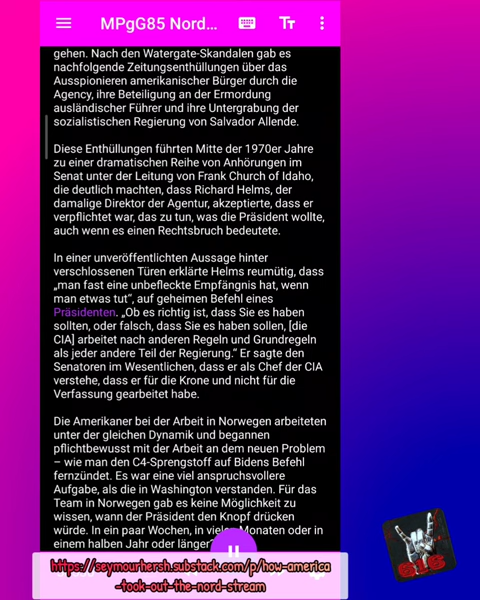 MPgG85 Nord...
gehen. Nach den Watergate-Skandalen gab es
nachfolgende Zeitungsenthüllungen über das
Ausspionieren amerikanischer Bürger durch die
Agency, ihre Beteiligung an der Ermordung
ausländischer Führer und ihre Untergrabung der
sozialistischen Regierung von Salvador Allende.
Diese Enthüllungen führten Mitte der 1970er Jahre
zu einer dramatischen Reihe von Anhörungen im
Senat unter der Leitung von Frank Church of Idaho,
die deutlich machten, dass Richard Helms, der
damalige Direktor der Agentur, akzeptierte, dass er
verpflichtet war, das zu tun, was die Präsident wollte,
auch wenn es einen Rechtsbruch bedeutete.
In einer unveröffentlichten Aussage hinter
verschlossenen Türen erklärte Helms reumütig, dass
„man fast eine unbefleckte Empfängnis hat, wenn
man etwas tut“, auf geheimen Befehl eines
Präsidenten. „Ob es richtig ist, dass Sie es haben
sollten, oder falsch, dass Sie es haben sollen, [die
CIA] arbeitet nach anderen Regeln und Grundregeln
als jeder andere Teil der Regierung.“ Er sagte den
Senatoren im Wesentlichen, dass er als Chef der CIA
verstehe, dass er für die Krone und nicht für die
Verfassung gearbeitet habe.
Die Amerikaner bei der Arbeit in Norwegen arbeiteten
unter der gleichen Dynamik und begannen
pflichtbewusst mit der Arbeit an dem neuen Problem
– wie man den C4-Sprengstoff auf Bidens Befehl
fernzündet. Es war eine viel anspruchsvollere
Aufgabe, als die in Washington verstanden. Für das
Team in Norwegen gab es keine Möglichkeit zu
wissen, wann der Präsident den Knopf drücken
würde. In ein paar Wochen, in vielen Monaten oder in
einem halben Jahr oder länger?
https://seymourhersh.substack.com/p/how-america
-took-out-the-nord-stream
616